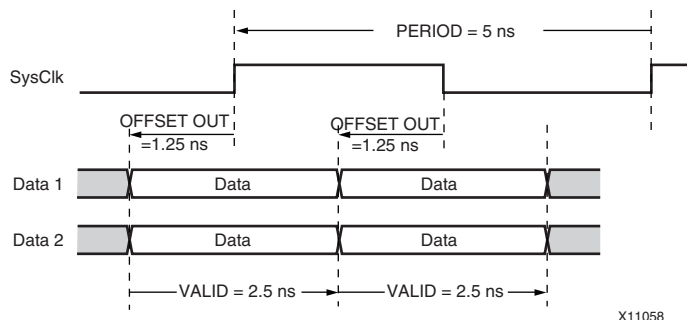 PERIOD = 5 ns
SysClk
OFFSET OUT
=1.25 ns
OFFSET OUT
=1.25 ns
Data 1
Data
Data
Data 2
Data
Data
VALID = 2.5 ns
VALID = 2.5 ns
X11058